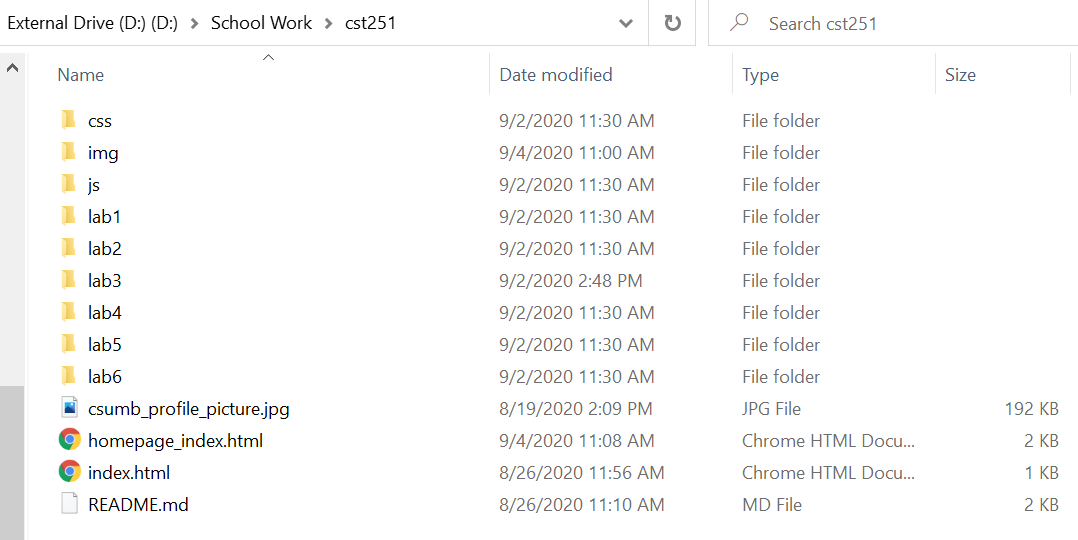 External Drive (D:) (D:) School Work cst251 Search cst251
Name Date modified Type Size
css 9/2/2020 11:30 AM File folder
img 9/4/2020 11:00 AM File folder
js 9/2/2020 11:30 AM File folder
lab1 9/2/2020 11:30 AM File folder
lab2 9/2/2020 11:30 AM File folder
lab3 9/2/2020 2:48 PM File folder
lab4 9/2/2020 11:30 AM File folder
lab5 9/2/2020 11:30 AM File folder
lab6 9/2/2020 11:30 AM File folder
csumb_profile_picture.jpg 8/19/2020 2:09 PM JPG File 192 KB
homepage_index.html 9/4/2020 11:08 AM Chrome HTML Docu... 2 KB
index.html 8/26/2020 11:56 AM Chrome HTML Docu... 1 KB
README.md 8/26/2020 11:10 AM MD File 2 KB